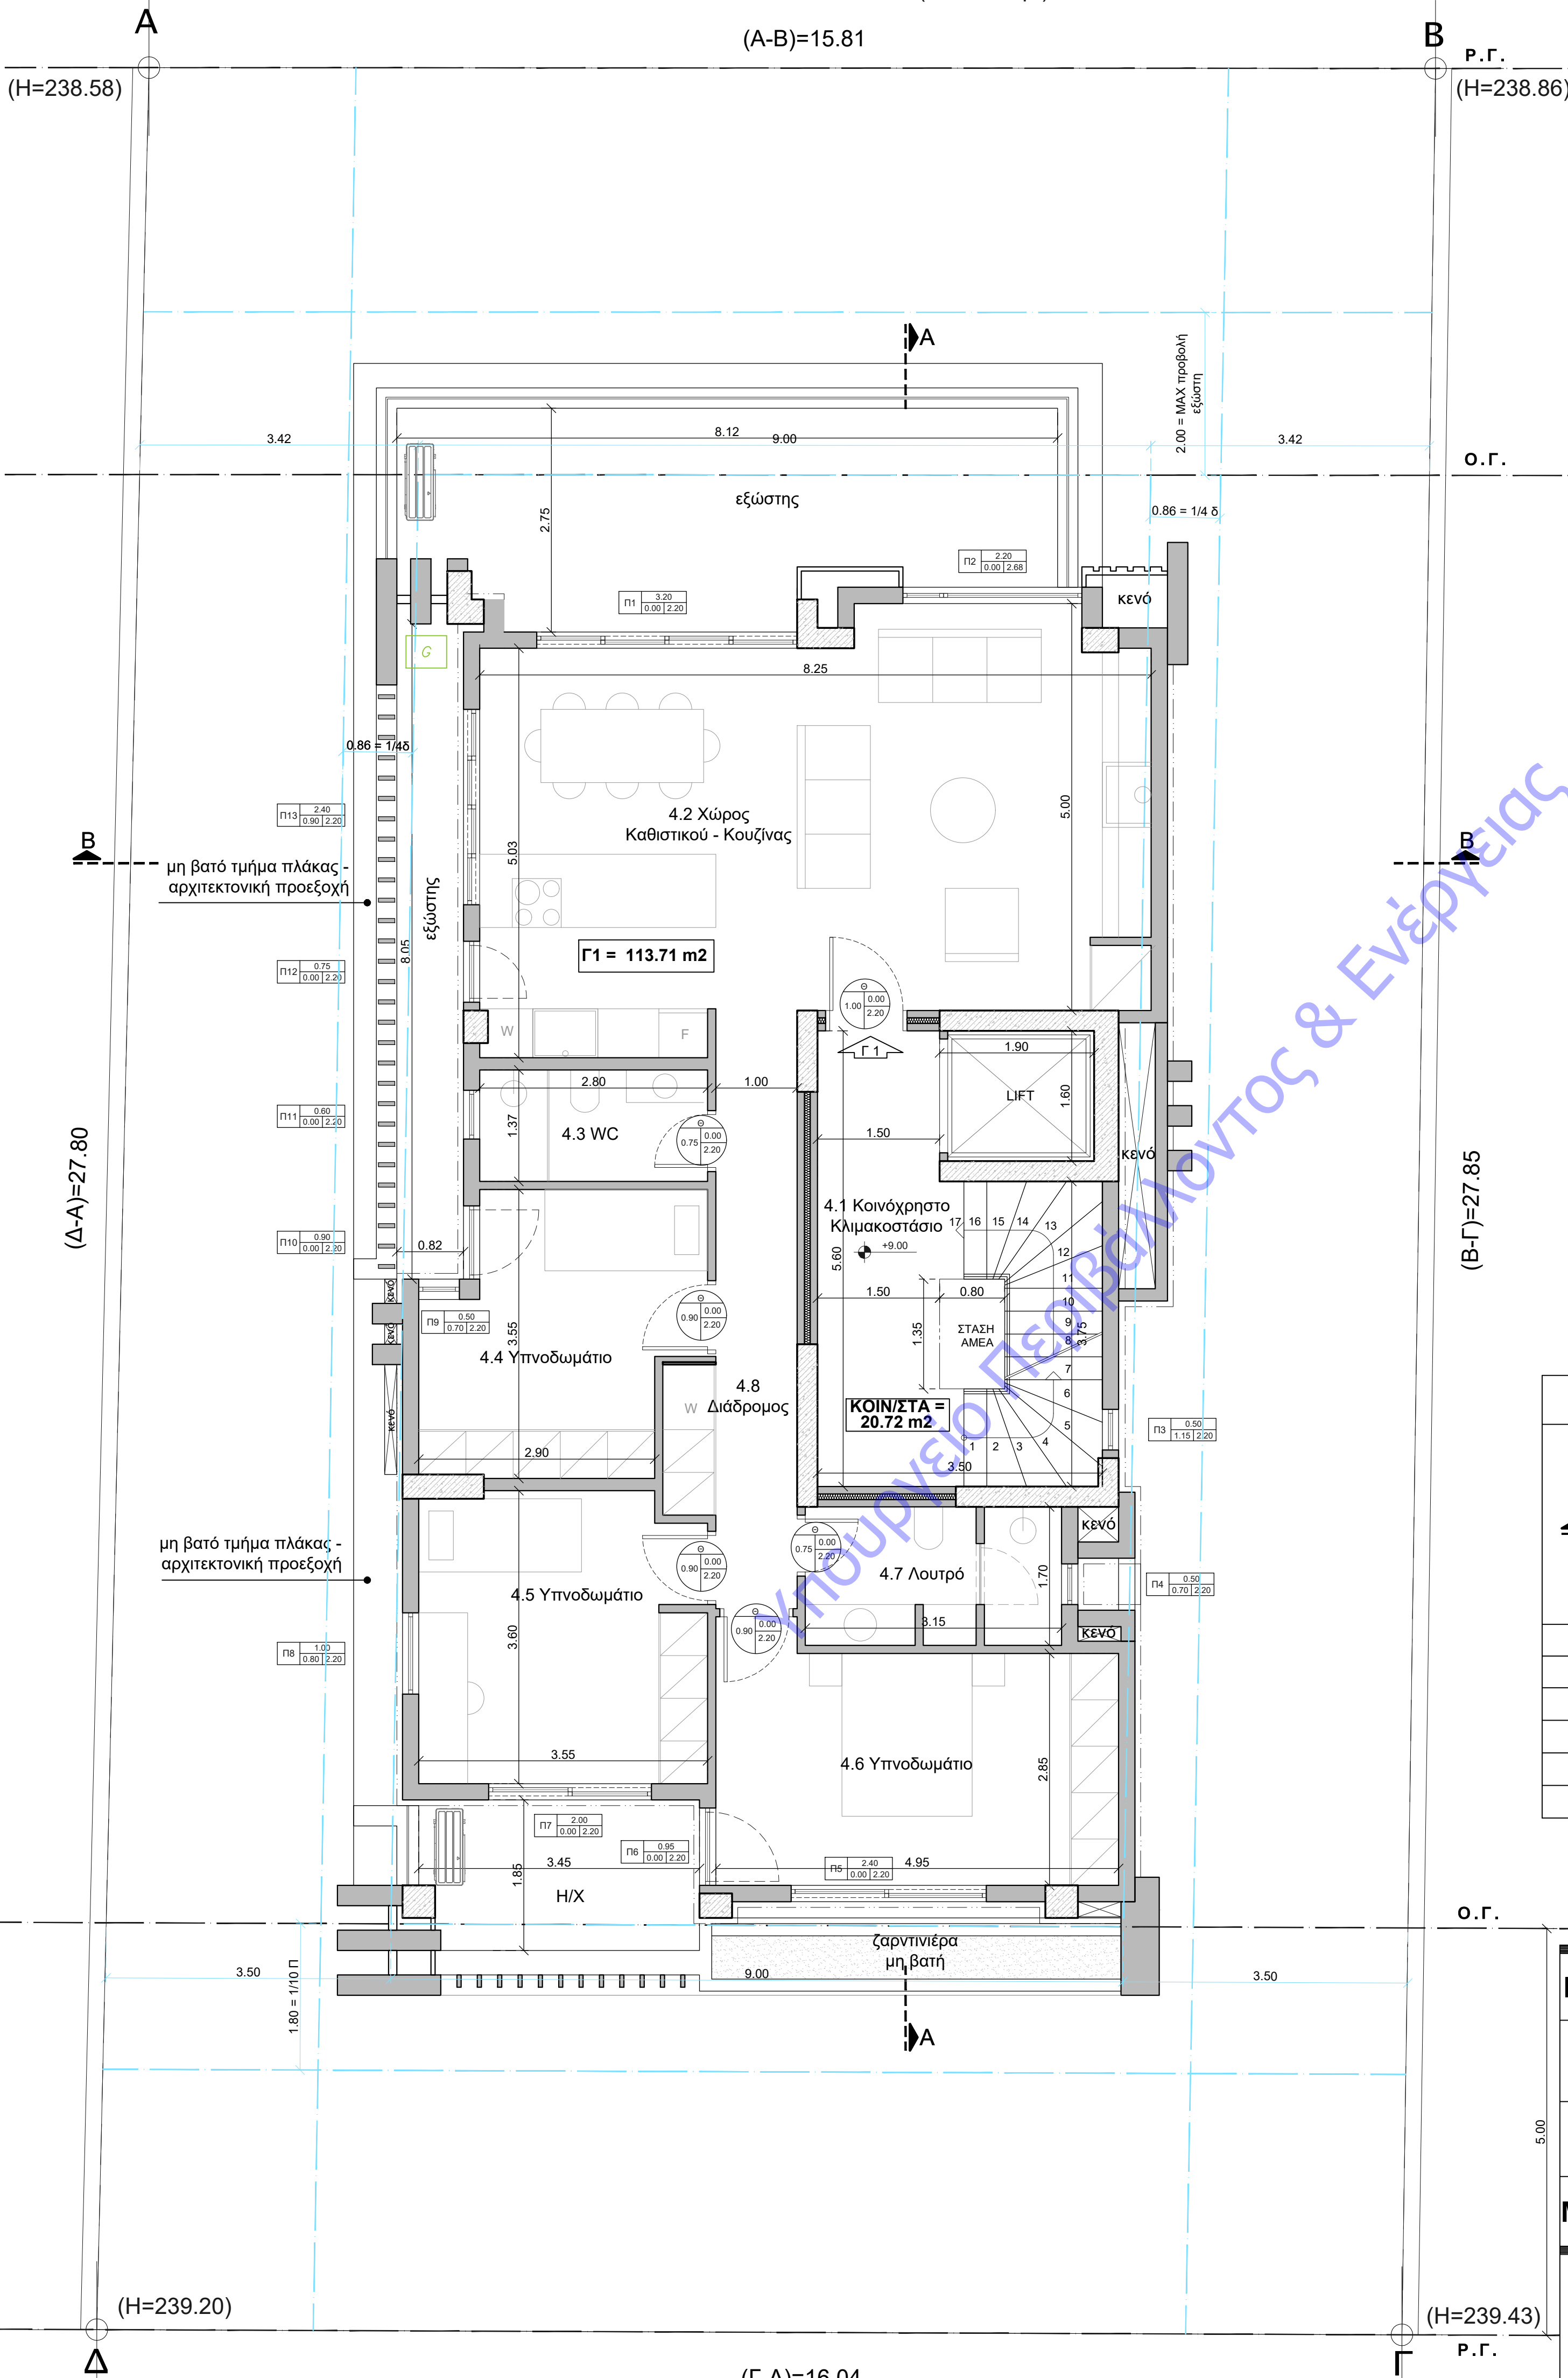 A
(Α-Β)=15.81
B
Ρ.Γ.
(H=238.58)
(H=238.86)
A
2.00 = MAX προβολή
εξώστη
3.42
8.12
9.00
3.42
Ο.Γ.
εξώστης
2.75
0.86 = 1/4 δ
Π2
2.20
0.00
2.68
Π1
3.20
0.00
2.20
κενό
G
8.25
0.86 = 1/4δ
Π13
2.40
0.90
2.20
4.2 Χώρος
Καθιστικού - Κουζίνας
5.00
5.03
B
B
μη βατό τμήμα πλάκας -
αρχιτεκτονική προεξοχή
εξώστης
8.05
Γ1 = 113.71 m2
Π12
0.75
0.00
2.20
Θ
1.00
0.00
2.20
W
F
Γ 1
1.90
LIFT
1.60
2.80
1.00
Π11
0.60
0.00
2.20
1.37
4.3 WC
Θ
0.75
0.00
2.20
1.50
κενό
(Δ-Α)=27.80
(Β-Γ)=27.85
4.1 Κοινόχρηστο
Κλιμακοστάσιο
+9.00
5.60
17
16
15
14
13
12
11
10
9
8
7
6
5
4
3
2
1
Π10
0.90
0.00
2.20
0.82
κενό
κενό
κενό
1.50
0.80
1.35
ΣΤΑΣΗ
ΑΜΕΑ
3.75
Π9
0.50
0.70
2.20
3.55
Θ
0.90
0.00
2.20
4.4 Υπνοδωμάτιο
4.8
Διάδρομος
W
ΚΟΙΝ/ΣΤΑ =
20.72 m2
Π3
0.50
1.15
2.20
2.90
3.50
μη βατό τμήμα πλάκας -
αρχιτεκτονική προεξοχή
κενό
Θ
0.75
0.00
2.20
Θ
0.90
0.00
2.20
4.7 Λουτρό
1.70
Π4
0.50
0.70
2.20
4.5 Υπνοδωμάτιο
3.60
Θ
0.90
0.00
2.20
3.15
κενό
Π8
1.00
0.80
2.20
3.55
4.6 Υπνοδωμάτιο
2.85
Π7
2.00
0.00
2.20
Π6
0.95
0.00
2.20
Π5
2.40
0.00
2.20
4.95
3.45
1.85
Η/Χ
Ο.Γ.
ζαρντινιέρα
μη βατή
3.50
9.00
3.50
1.80 = 1/10 Π
A
5.00
(H=239.20)
(H=239.43)
Δ
Γ
Ρ.Γ.
Υπουργείο Περιβάλλοντος & Ενέργειας